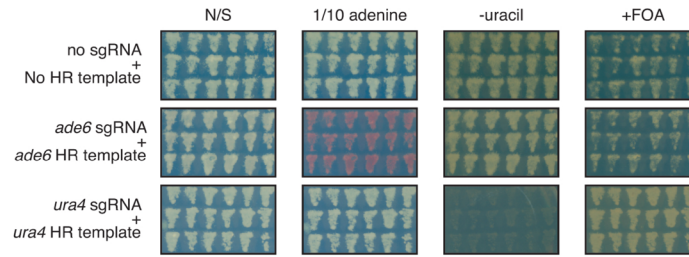 N/S 1/10 adenine -uracil +FOA
no sgRNA
+
No HR template
ade6 sgRNA
+
ade6 HR template
ura4 sgRNA
+
ura4 HR template